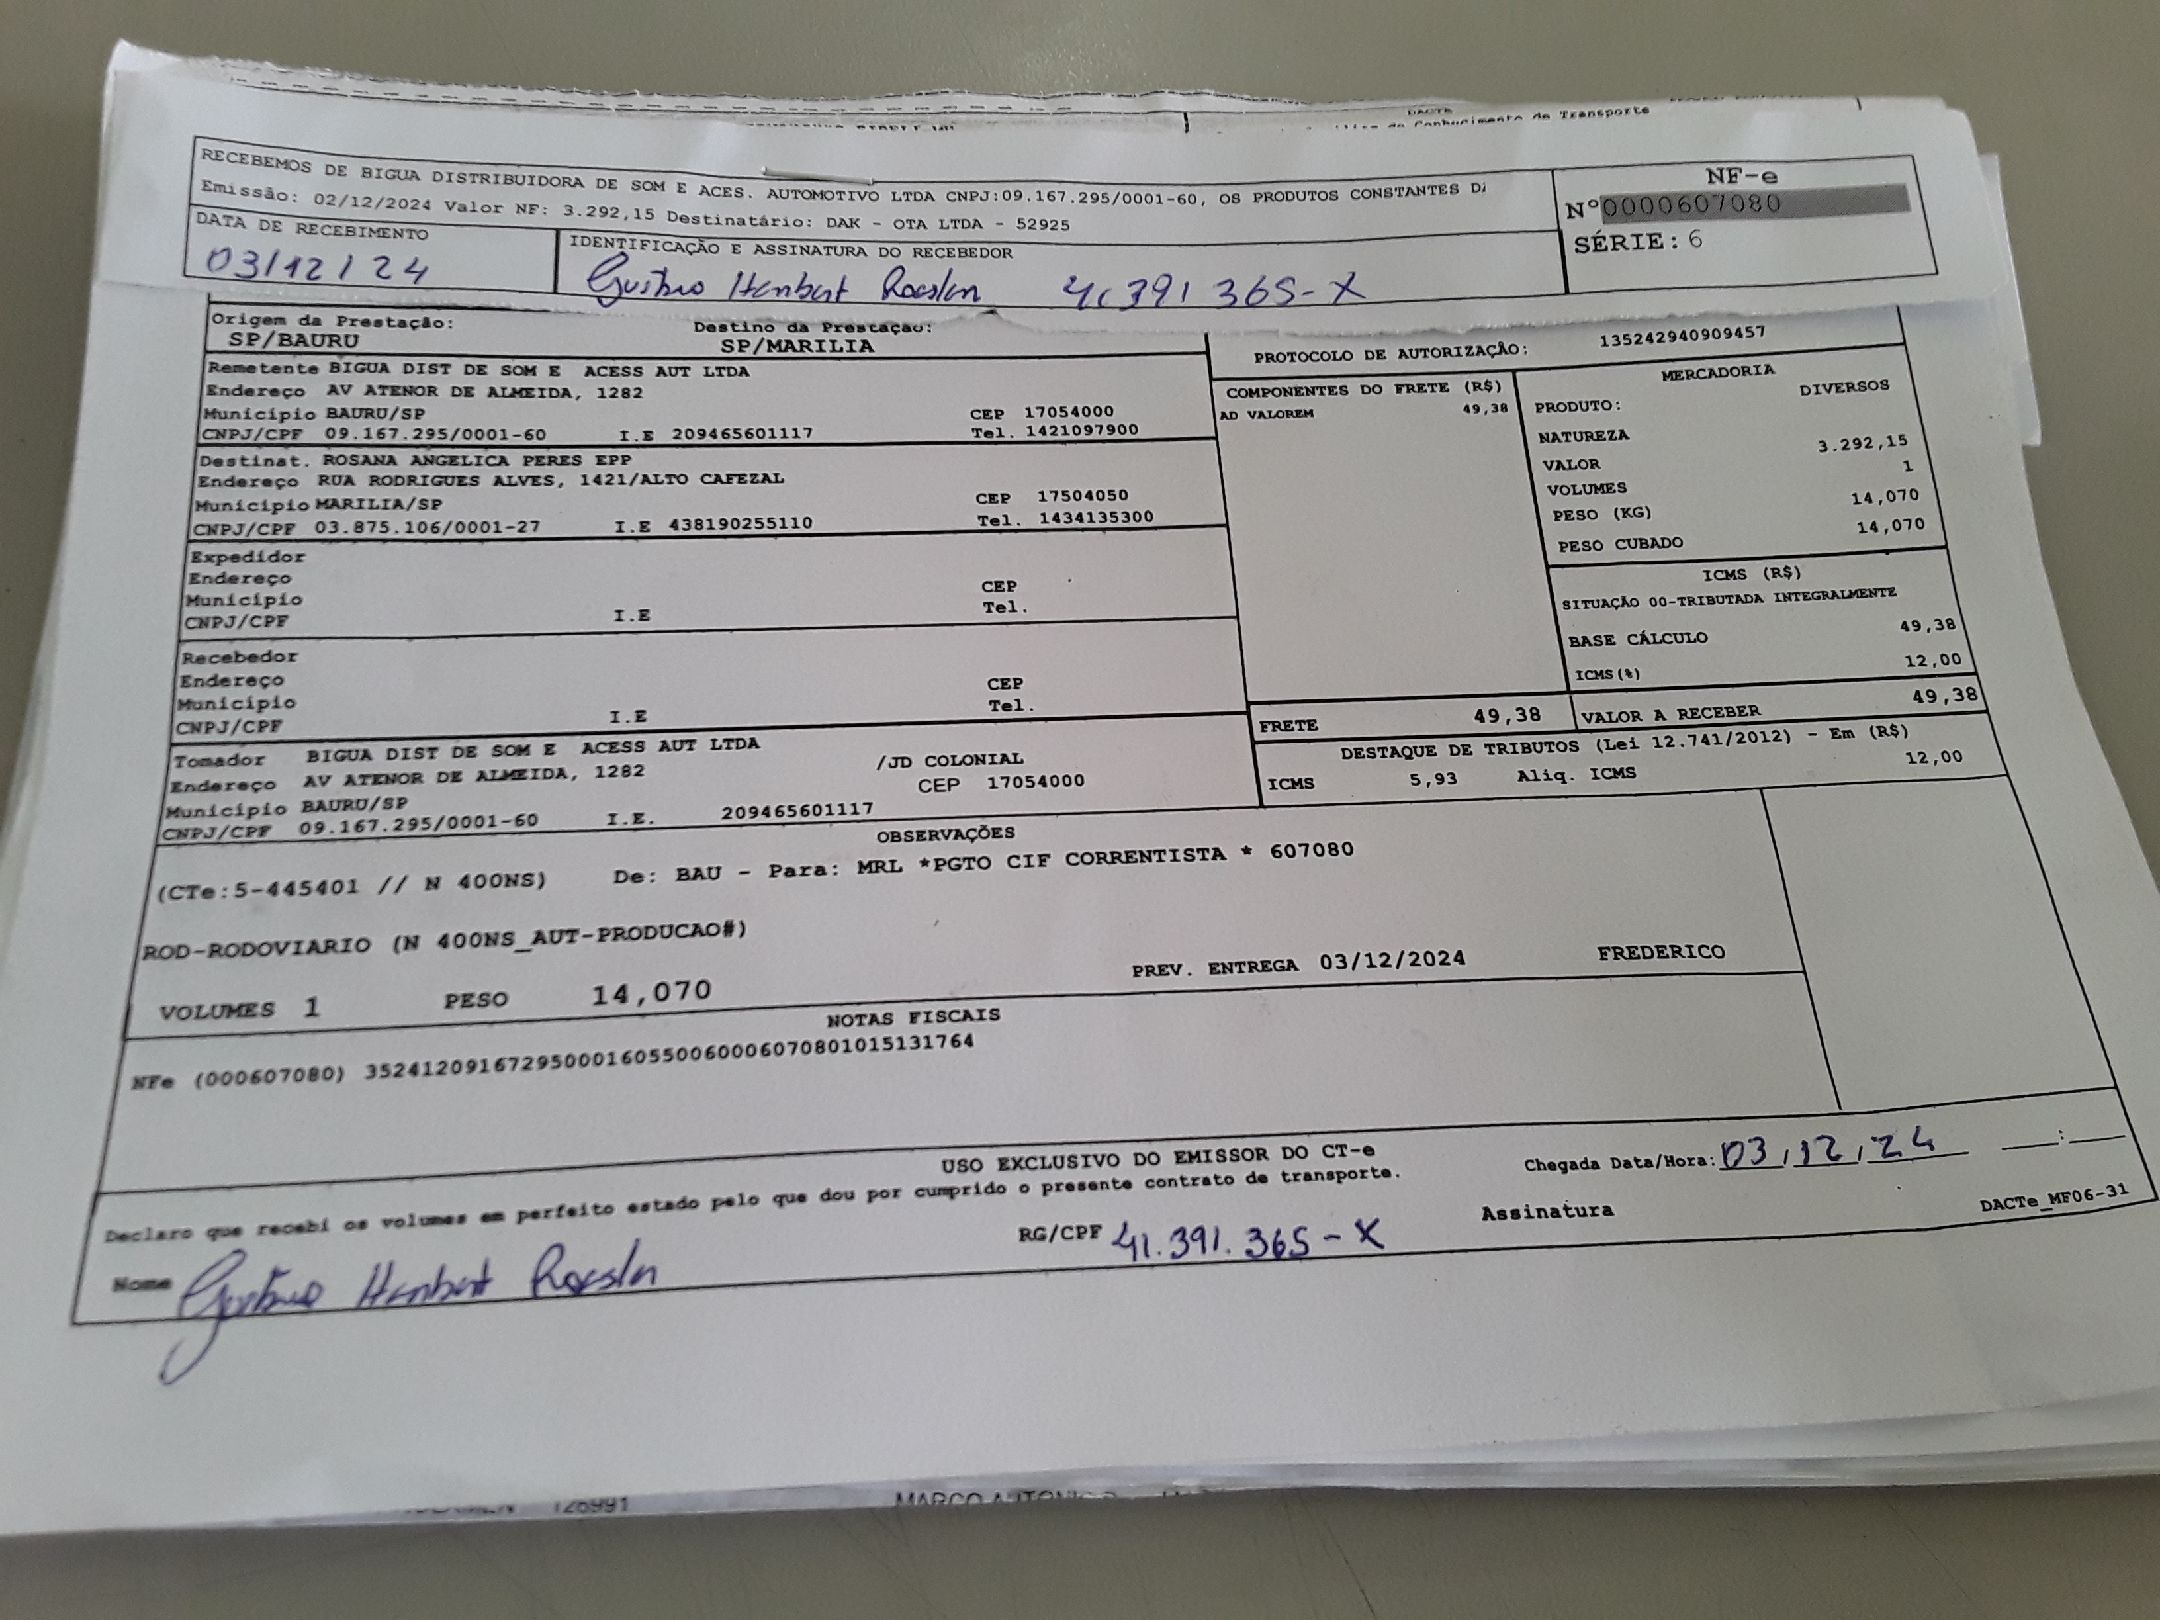 DACTE
de Conhecimento de Transporte
RECEBEMOS DE BIGUA DISTRIBUIDORA DE SOM E ACES. AUTOMOTIVO LTDA CNPJ:09.167.295/0001-60, OS PRODUTOS CONSTANTES
Emissão: 02/12/2024 Valor NF: 3.292,15 Destinatário: DAK - OTA LTDA - 52925
NF-e
Nº0000607080
SÉRIE: 6
DATA DE RECEBIMENTO
03/12/24
IDENTIFICAÇÃO E ASSINATURA DO RECEBEDOR
41 391 365-X
Origem da Prestação:
SP/BAURU
Destino da Prestação:
SP/MARILIA
Remetente BIGUA DIST DE SOM E ACESS AUT LTDA
Endereço AV ATENOR DE ALMEIDA, 1282
Município BAURU/SP CEP 17054000
CNPJ/CPF 09.167.295/0001-60 I.E 209465601117 Tel. 1421097900
Destinat. ROSANA ANGELICA PERES EPP
Endereço RUA RODRIGUES ALVES, 1421/ALTO CAFEZAL
Município MARILIA/SP CEP 17504050
CNPJ/CPF 03.875.106/0001-27 I.E 438190255110 Tel. 1434135300
Expedidor
Endereço
Município CEP
CNPJ/CPF I.E Tel.
Recebedor
Endereço
Município CEP
CNPJ/CPF I.E Tel.
Tomador BIGUA DIST DE SOM E ACESS AUT LTDA
Endereço AV ATENOR DE ALMEIDA, 1282 /JD COLONIAL
Município BAURU/SP CEP 17054000
CNPJ/CPF 09.167.295/0001-60 I.E. 209465601117
PROTOCOLO DE AUTORIZAÇÃO: 135242940909457
COMPONENTES DO FRETE (R$)
AD VALOREM 49,38
MERCADORIA
PRODUTO: DIVERSOS
NATUREZA
VALOR 3.292,15
VOLUMES 1
PESO (KG) 14,070
PESO CUBADO 14,070
ICMS (R$)
SITUAÇÃO 00-TRIBUTADA INTEGRALMENTE
BASE CÁLCULO 49,38
ICMS(%) 12,00
FRETE 49,38
VALOR A RECEBER 49,38
DESTAQUE DE TRIBUTOS (Lei 12.741/2012) - Em (R$)
ICMS 5,93 Aliq. ICMS 12,00
OBSERVAÇÕES
(CTe:5-445401 // N 400NS) De: BAU - Para: MRL *PGTO CIF CORRENTISTA * 607080
ROD-RODOVIARIO (N 400NS_AUT-PRODUCAO#)
PREV. ENTREGA 03/12/2024 FREDERICO
VOLUMES 1 PESO 14,070
NOTAS FISCAIS
NFe (000607080) 35241209167295000160550060006070801015131764
USO EXCLUSIVO DO EMISSOR DO CT-e
Declaro que recebi os volumes em perfeito estado pelo que dou por cumprido o presente contrato de transporte.
Chegada Data/Hora: 03/12/24 __:__
Nome
RG/CPF 41.391.365-X
Assinatura
DACTe_MF06-31
126991